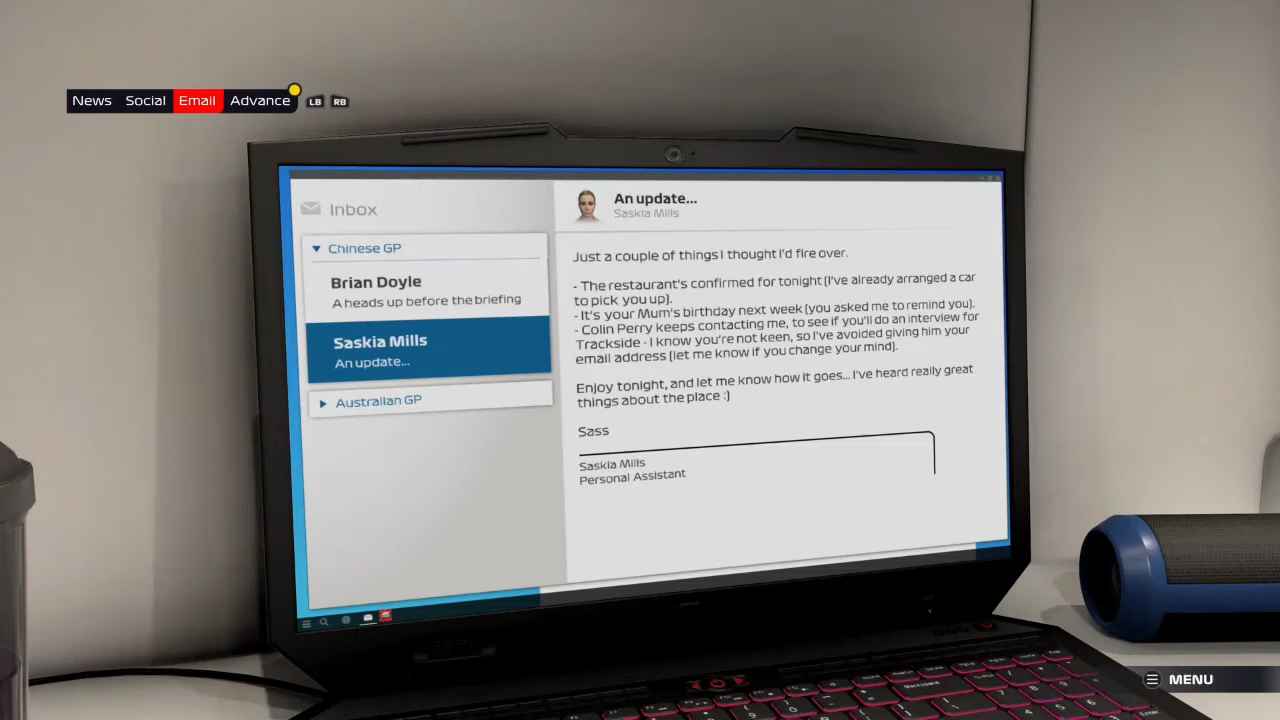 News Social Email Advance LB RB
Inbox
Chinese GP
Brian Doyle
A heads up before the briefing
Saskia Mills
An update...
Australian GP
An update...
Saskia Mills
Just a couple of things I thought I'd fire over.
- The restaurant's confirmed for tonight (I've already arranged a car
to pick you up).
- It's your Mum's birthday next week (you asked me to remind you).
- Colin Perry keeps contacting me, to see if you'll do an interview for
Trackside - I know you're not keen, so I've avoided giving him your
email address (let me know if you change your mind).
Enjoy tonight, and let me know how it goes... I've heard really great
things about the place :)
Sass
Saskia Mills
Personal Assistant
MENU